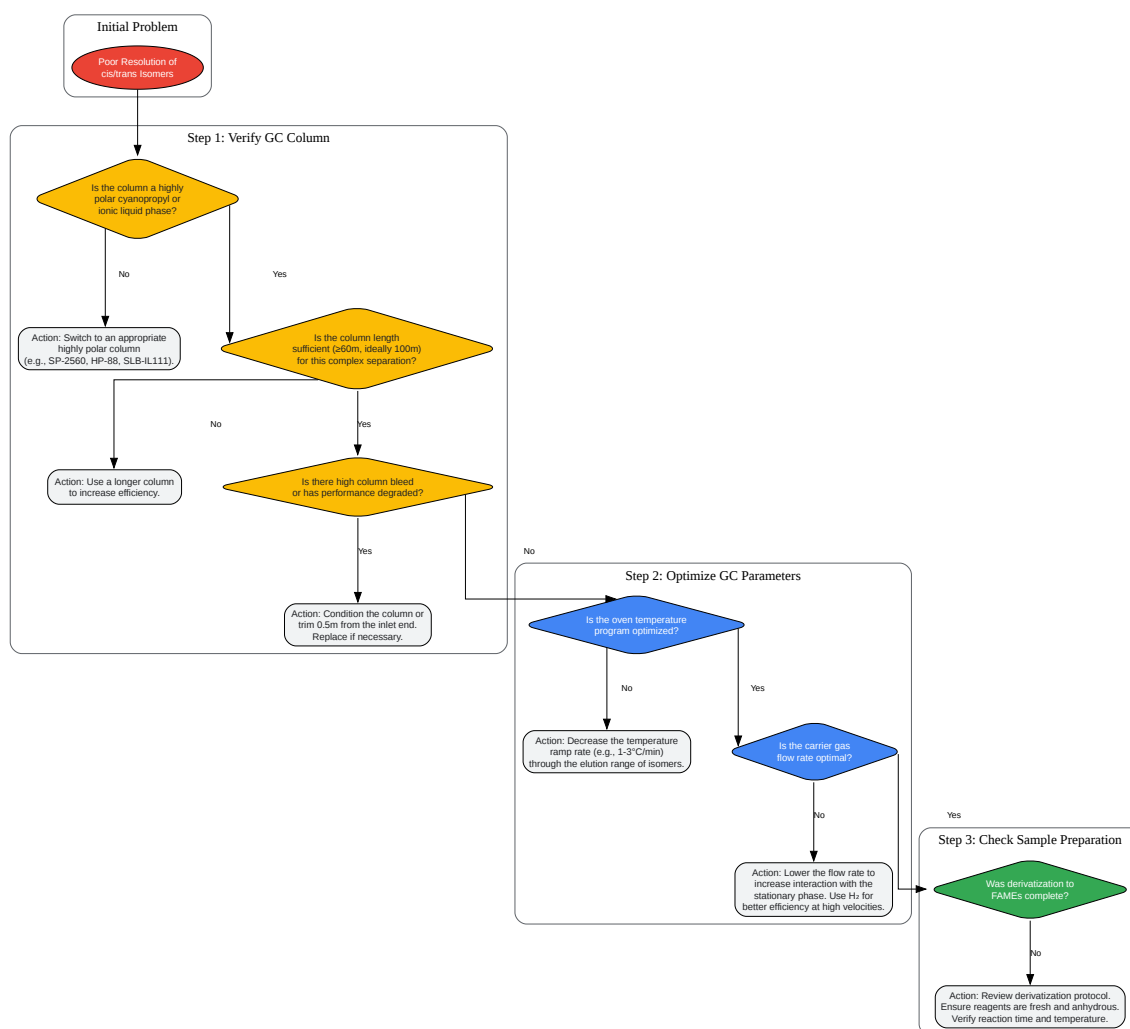 Initial Problem
Poor Resolution of
cis/trans Isomers
Step 1: Verify GC Column
Is the column a highly
polar cyanopropyl or
ionic liquid phase?
No
Yes
Action: Switch to an appropriate
highly polar column
(e.g., SP-2560, HP-88, SLB-IL111).
Is the column length
sufficient (≥60m, ideally 100m)
for this complex separation?
No
Yes
Action: Use a longer column
to increase efficiency.
Is there high column bleed
or has performance degraded?
Yes
No
Action: Condition the column or
trim 0.5m from the inlet end.
Replace if necessary.
Step 2: Optimize GC Parameters
Is the oven temperature
program optimized?
No
Yes
Action: Decrease the temperature
ramp rate (e.g., 1-3°C/min)
through the elution range of isomers.
Is the carrier gas
flow rate optimal?
No
Yes
Action: Lower the flow rate to
increase interaction with the
stationary phase. Use H₂ for
better efficiency at high velocities.
Step 3: Check Sample Preparation
Was derivatization to
FAMEs complete?
No
Action: Review derivatization protocol.
Ensure reagents are fresh and anhydrous.
Verify reaction time and temperature.